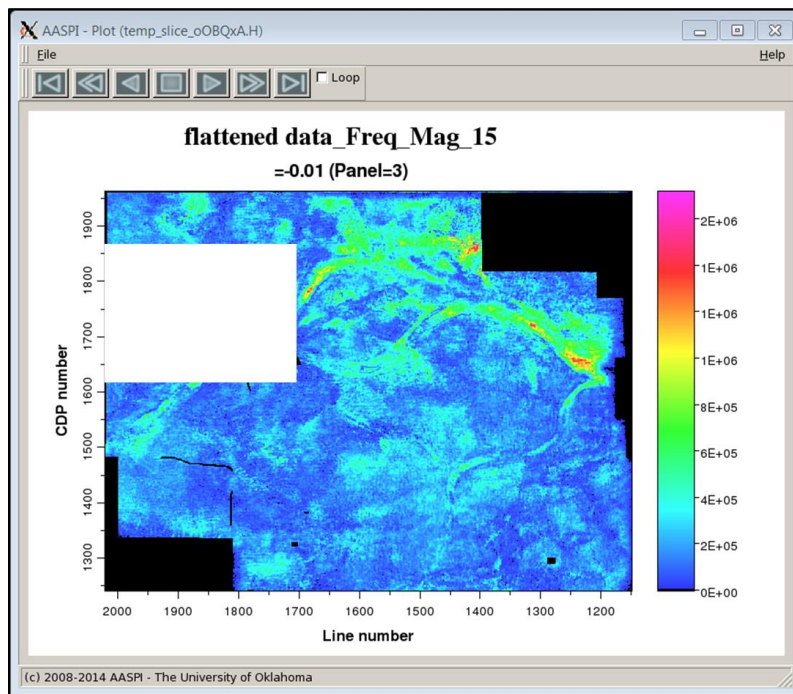 AASPI - Plot (temp_slice_oOBQxA.H)
File Help
Loop
flattened data_Freq_Mag_15
=-0.01 (Panel=3)
CDP number
1900
1800
1700
1600
1500
1400
1300
2000 1900 1800 1700 1600 1500 1400 1300 1200
Line number
2E+06
1E+06
1E+06
1E+06
8E+05
6E+05
4E+05
2E+05
0E+00
(c) 2008-2014 AASPI - The University of Oklahoma